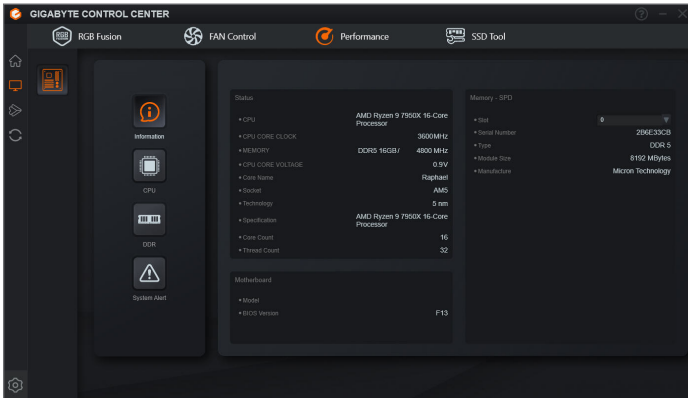 GIGABYTE CONTROL CENTER
RGB RGB Fusion FAN Control Performance SSD Tool
Information
CPU
DDR
System Alert
Status
CPU AMD Ryzen 9 7950X 16-Core
Processor
CPU CORE CLOCK 3600MHz
MEMORY DDR5 16GB / 4800 MHz
CPU CORE VOLTAGE 0.9V
Core Name Raphael
Socket AM5
Technology 5 nm
Specification AMD Ryzen 9 7950X 16-Core
Processor
Core Count 16
Thread Count 32
Motherboard
Model
BIOS Version F13
Memory - SPD
Slot 0
Serial Number 2B6E33CB
Type DDR 5
Module Size 8192 MBytes
Manufacture Micron Technology